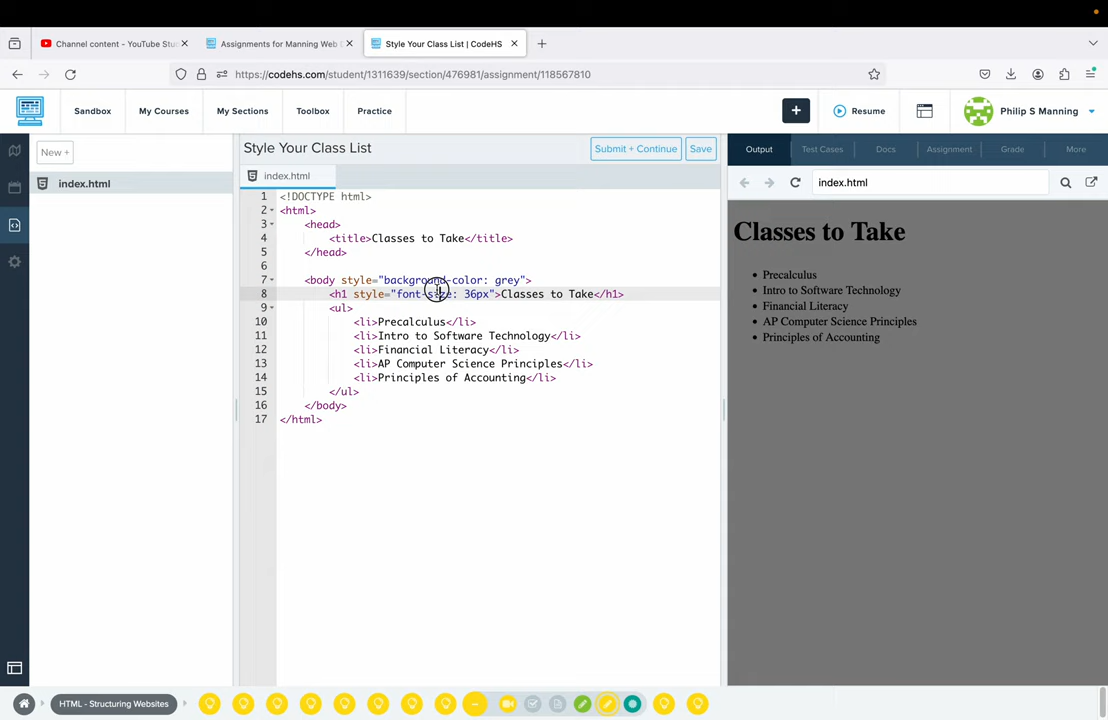 Channel content - YouTube Stu
Assignments for Manning Web
Style Your Class List | CodeHS
https://codehs.com/student/1311639/section/476981/assignment/118567810
Sandbox
My Courses
My Sections
Toolbox
Practice
+
Resume
Philip S Manning
New +
index.html
Style Your Class List
Submit + Continue
Save
index.html
1 <!DOCTYPE html>
2 <html>
3 <head>
4 <title>Classes to Take</title>
5 </head>
6
7 <body style="background-color: grey">
8 <h1 style="font-size: 36px">Classes to Take</h1>
9 <ul>
10 <li>Precalculus</li>
11 <li>Intro to Software Technology</li>
12 <li>Financial Literacy</li>
13 <li>AP Computer Science Principles</li>
14 <li>Principles of Accounting</li>
15 </ul>
16 </body>
17 </html>
Output
Test Cases
Docs
Assignment
Grade
More
index.html
Classes to Take
• Precalculus
• Intro to Software Technology
• Financial Literacy
• AP Computer Science Principles
• Principles of Accounting
HTML - Structuring Websites